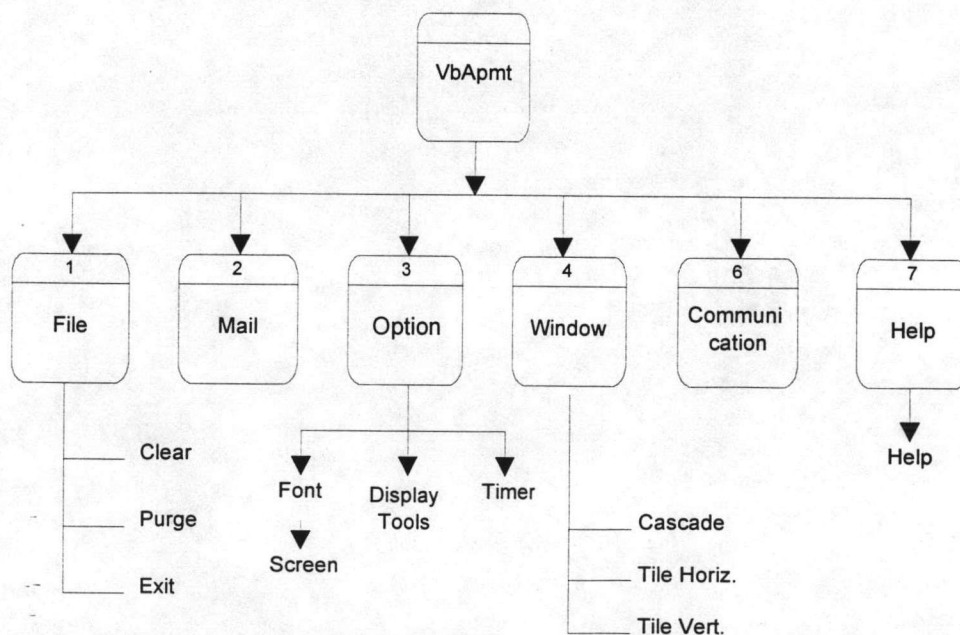 VbApmt
1
2
3
4
6
7
File
Mail
Option
Window
Communi
cation
Help
Clear
Purge
Exit
Font
Screen
Display
Tools
Timer
Cascade
Tile Horiz.
Tile Vert.
Help